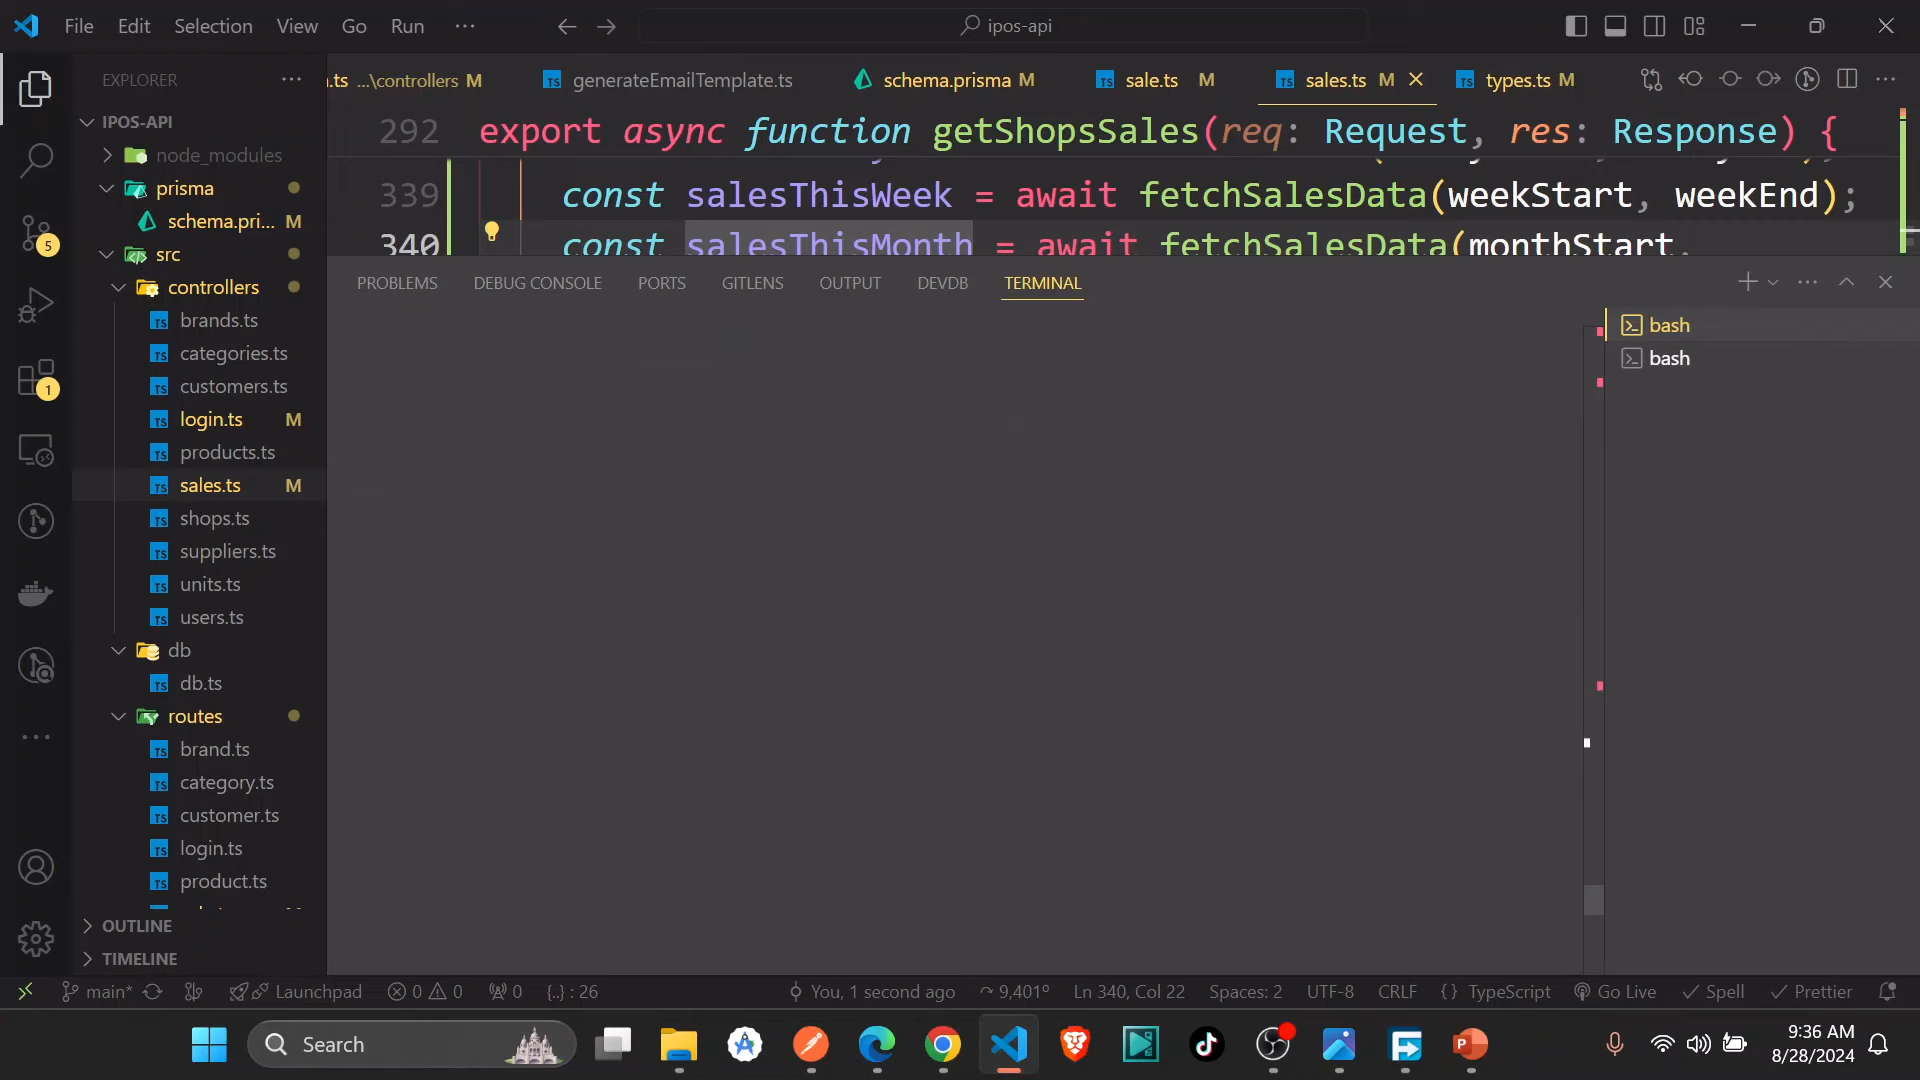 File Edit Selection View Go Run ··· ipos-api
EXPLORER ···
IPOS-API
node_modules
prisma
schema.pri... M
src
controllers
brands.ts
categories.ts
customers.ts
login.ts M
products.ts
sales.ts M
shops.ts
suppliers.ts
units.ts
users.ts
db
db.ts
routes
brand.ts
category.ts
customer.ts
login.ts
product.ts
OUTLINE
TIMELINE
5
1
.ts ...\controllers M generateEmailTemplate.ts schema.prisma M sale.ts M sales.ts M types.ts M
292 export async function getShopsSales(req: Request, res: Response) {
339 const salesThisWeek = await fetchSalesData(weekStart, weekEnd);
340 const salesThisMonth = await fetchSalesData(monthStart,
PROBLEMS DEBUG CONSOLE PORTS GITLENS OUTPUT DEVDB TERMINAL
bash
bash
main* Launchpad 0 0 0 {..} : 26 You, 1 second ago 9,401° Ln 340, Col 22 Spaces: 2 UTF-8 CRLF {} TypeScript Go Live Spell Prettier
Search
9:36 AM
8/28/2024